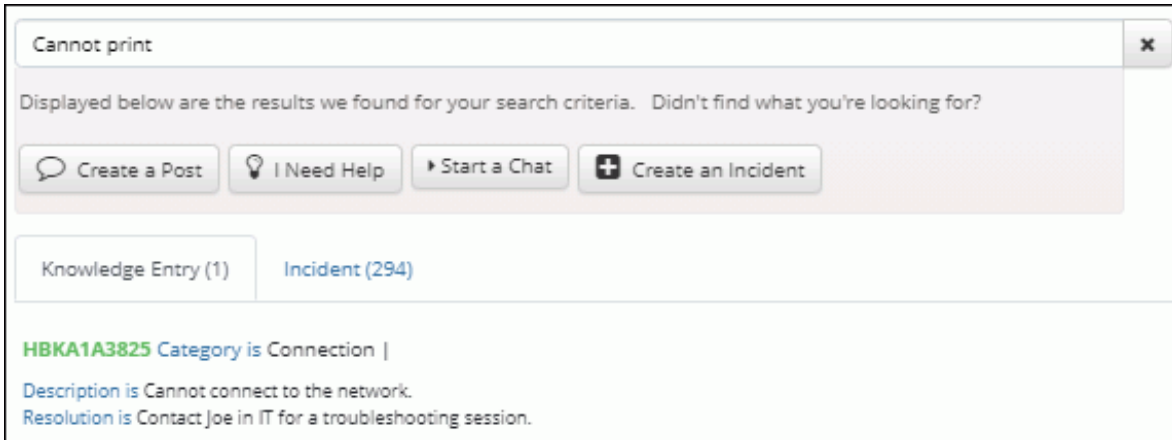 Cannot print
Displayed below are the results we found for your search criteria. Didn't find what you're looking for?
Create a Post I Need Help Start a Chat Create an Incident
Knowledge Entry (1) Incident (294)
HBKA1A3825 Category is Connection |
Description is Cannot connect to the network.
Resolution is Contact Joe in IT for a troubleshooting session.